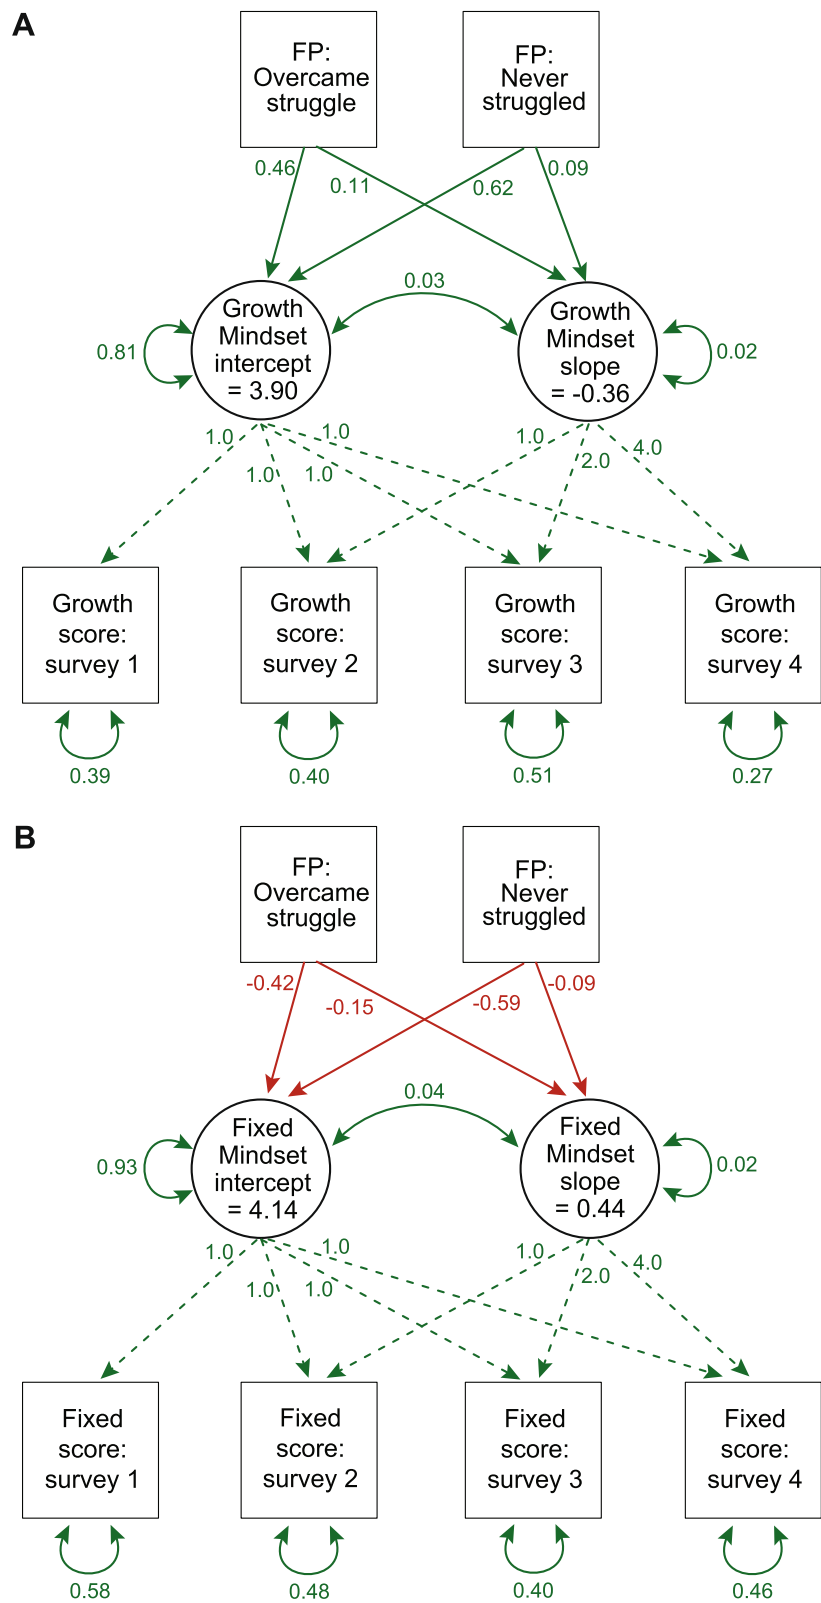 A
FP:
Overcame
struggle
FP:
Never
struggled
0.46
0.11
0.62
0.09
0.03
Growth
Mindset
intercept
= 3.90
Growth
Mindset
slope
= -0.36
0.81
0.02
1.0
1.0
1.0
1.0
1.0
2.0
4.0
Growth
score:
survey 1
Growth
score:
survey 2
Growth
score:
survey 3
Growth
score:
survey 4
0.39
0.40
0.51
0.27
B
FP:
Overcame
struggle
FP:
Never
struggled
-0.42
-0.15
-0.59
-0.09
0.04
Fixed
Mindset
intercept
= 4.14
Fixed
Mindset
slope
= 0.44
0.93
0.02
1.0
1.0
1.0
1.0
1.0
2.0
4.0
Fixed
score:
survey 1
Fixed
score:
survey 2
Fixed
score:
survey 3
Fixed
score:
survey 4
0.58
0.48
0.40
0.46